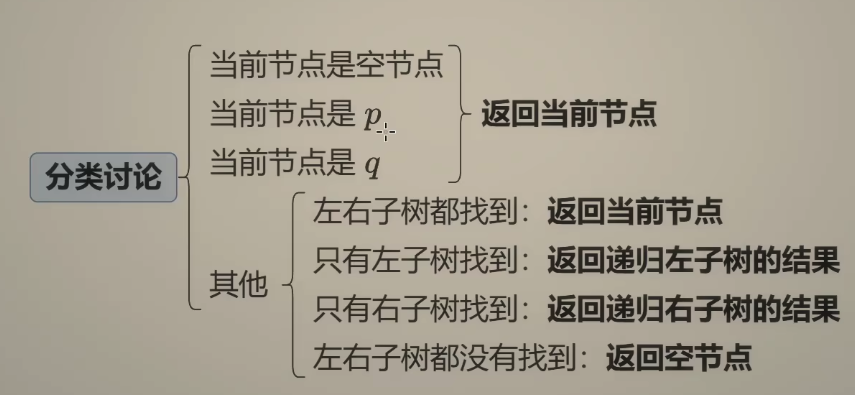 分类讨论
当前节点是空节点
当前节点是 p
当前节点是 q
返回当前节点
其他
左右子树都找到：返回当前节点
只有左子树找到：返回递归左子树的结果
只有右子树找到：返回递归右子树的结果
左右子树都没有找到：返回空节点